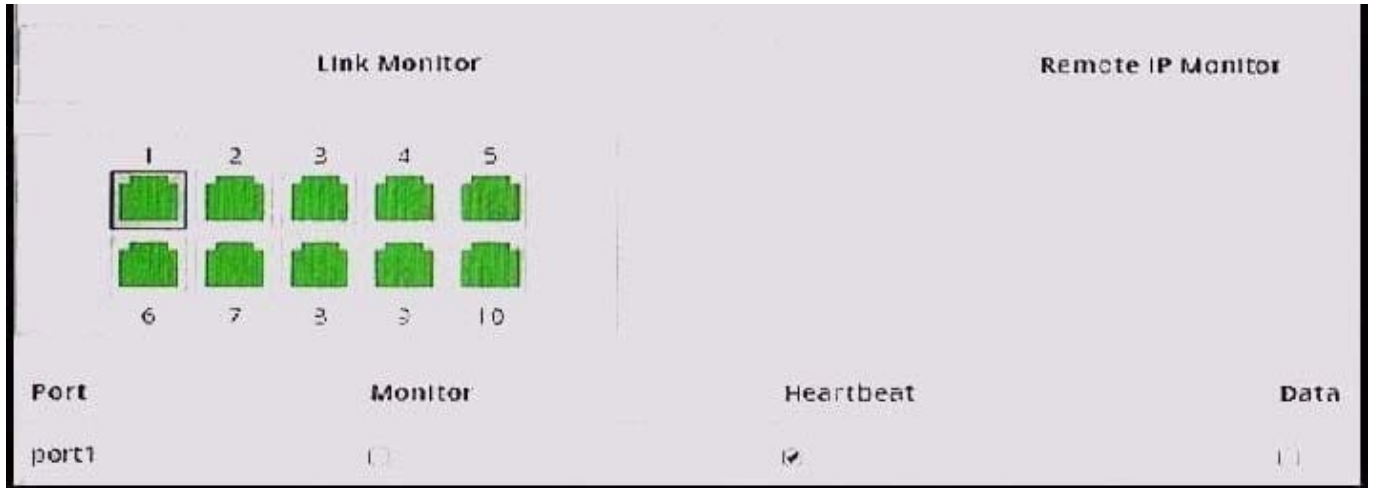 Link Monitor Remote IP Monitor
1 2 3 4 5
6 7 8 9 10
Port Monitor Heartbeat Data
port1